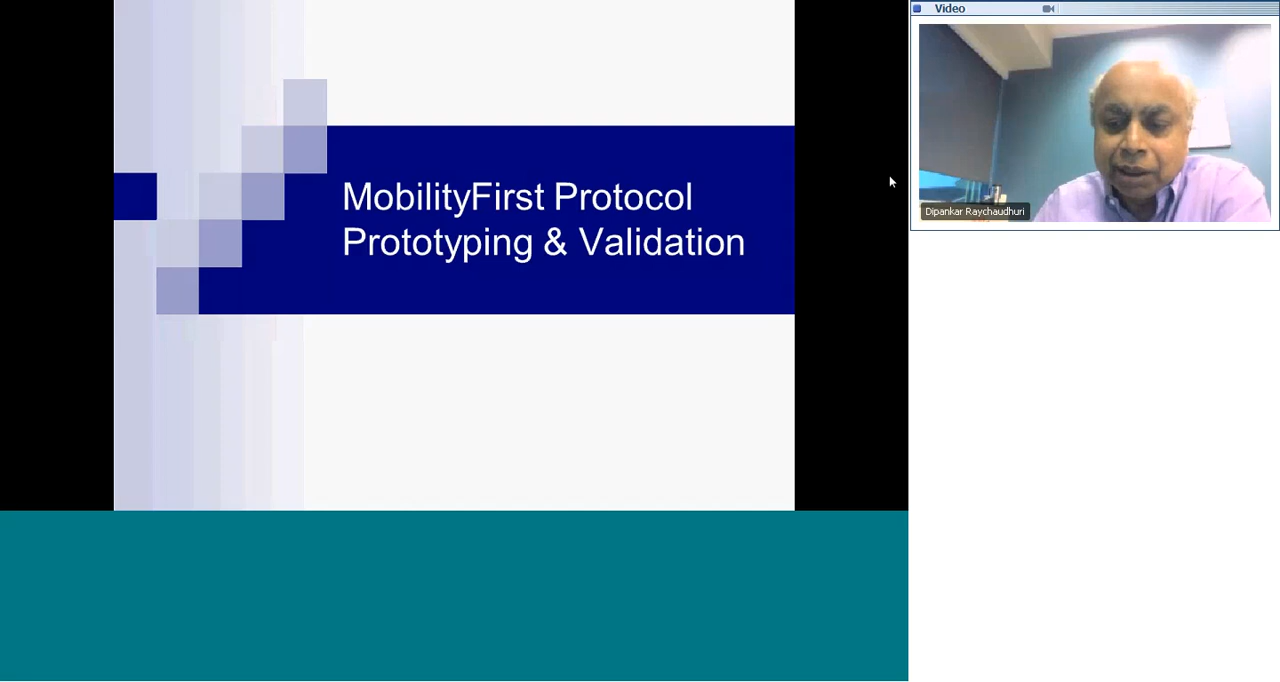 Video
MobilityFirst Protocol
Prototyping & Validation
Dipankar Raychaudhuri